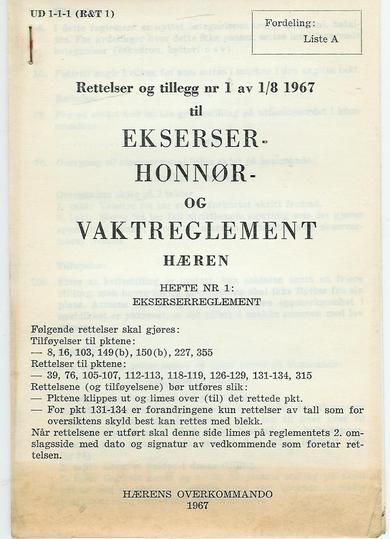 UD 1-1-1 (R&T 1)
Fordeling:
Liste A
Rettelser og tillegg nr 1 av 1/8 1967
til
EKSERSER-
HONNØR-
OG
VAKTREGLEMENT
HÆREN
HEFTE NR 1:
EKSERSERREGLEMENT
Følgende rettelser skal gjøres:
Tilføyelser til pktene:
— 8, 16, 103, 149(b), 150(b), 227, 355
Rettelser til pktene:
— 39, 76, 105-107, 112-113, 118-119, 126-129, 131-134, 315
Rettelsene (og tilføyelsene) bør utføres slik:
— Pktene klippes ut og limes over (til) det rettede pkt.
— For pkt 131-134 er forandringene kun rettelser av tall som for
oversiktens skyld best kan rettes med blekk.
Når rettelsene er utført skal denne side limes på reglementets 2. om-
slagsside med dato og signatur av vedkommende som foretar ret-
telsen.
HÆRENS OVERKOMMANDO
1967